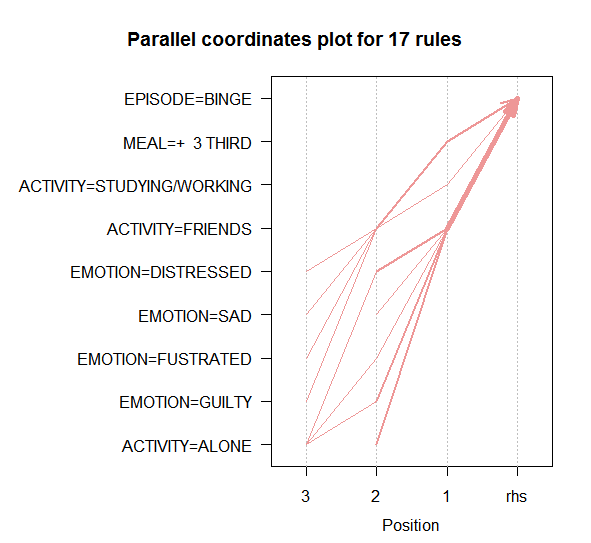 Parallel coordinates plot for 17 rules
EPISODE=BINGE
MEAL=+  3 THIRD
ACTIVITY=STUDYING/WORKING
ACTIVITY=FRIENDS
EMOTION=DISTRESSED
EMOTION=SAD
EMOTION=FUSTRATED
EMOTION=GUILTY
ACTIVITY=ALONE
3 2 1 rhs
Position